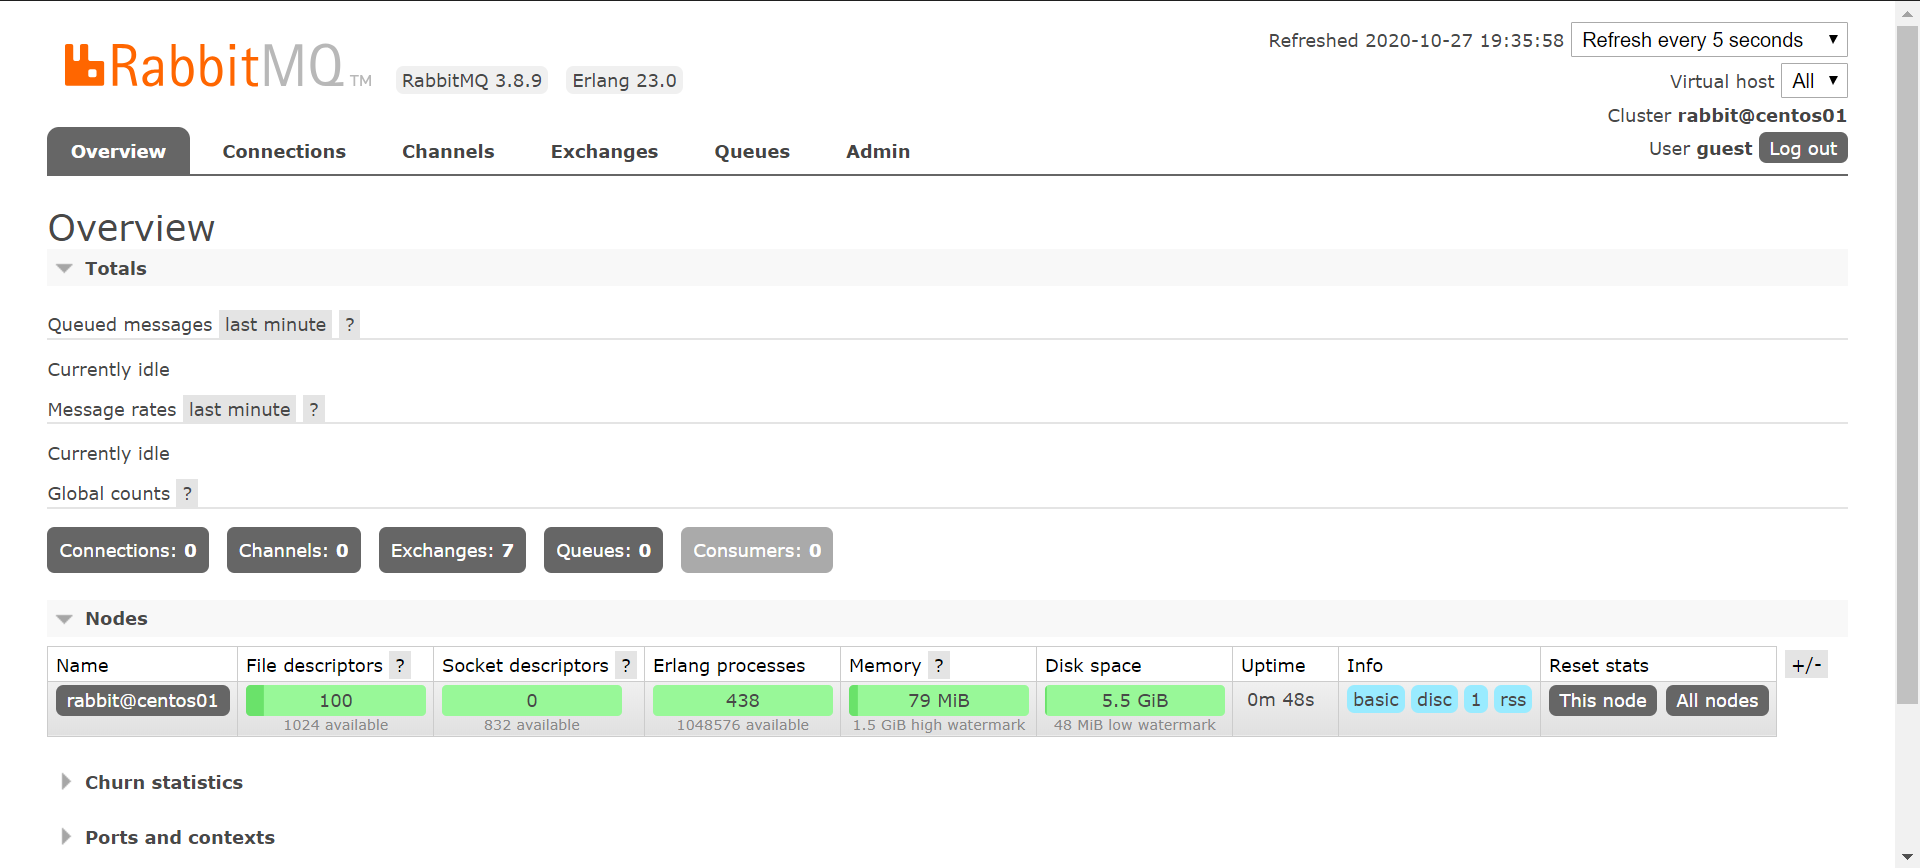 RabbitMQ TM RabbitMQ 3.8.9 Erlang 23.0
Refreshed 2020-10-27 19:35:58 Refresh every 5 seconds
Virtual host All
Cluster rabbit@centos01
User guest Log out
Overview Connections Channels Exchanges Queues Admin
Overview
Totals
Queued messages last minute ?
Currently idle
Message rates last minute ?
Currently idle
Global counts ?
Connections: 0 Channels: 0 Exchanges: 7 Queues: 0 Consumers: 0
Nodes
Name File descriptors ? Socket descriptors ? Erlang processes Memory ? Disk space Uptime Info Reset stats +/-
rabbit@centos01 100 0 438 79 MiB 5.5 GiB 0m 48s basic disc 1 rss This node All nodes
1024 available 832 available 1048576 available 1.5 GiB high watermark 48 MiB low watermark
Churn statistics
Ports and contexts